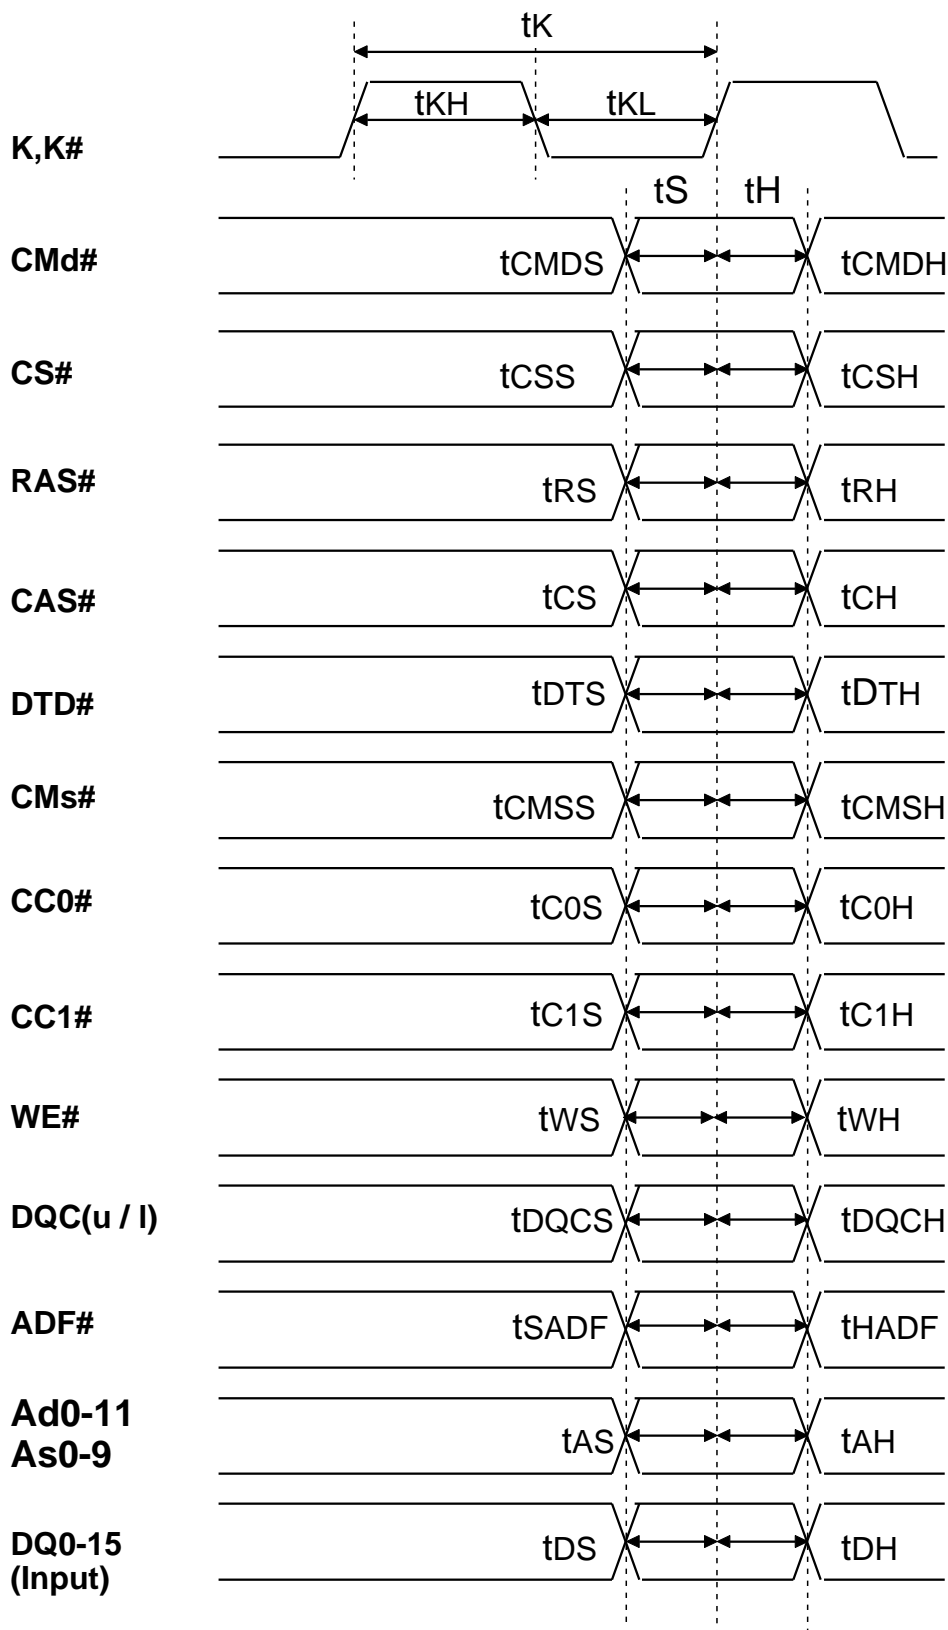 tK
tKH tKL
K,K#
tS tH
CMd# tCMDS tCMDH
CS# tCSS tCSH
RAS# tRS tRH
CAS# tCS tCH
DTD# tDTS tDTH
CMs# tCMSS tCMSH
CC0# tC0S tC0H
CC1# tC1S tC1H
WE# tWS tWH
DQC(u / l) tDQCS tDQCH
ADF# tSADF tHADF
Ad0-11
As0-9 tAS tAH
DQ0-15 tDS tDH
(Input)